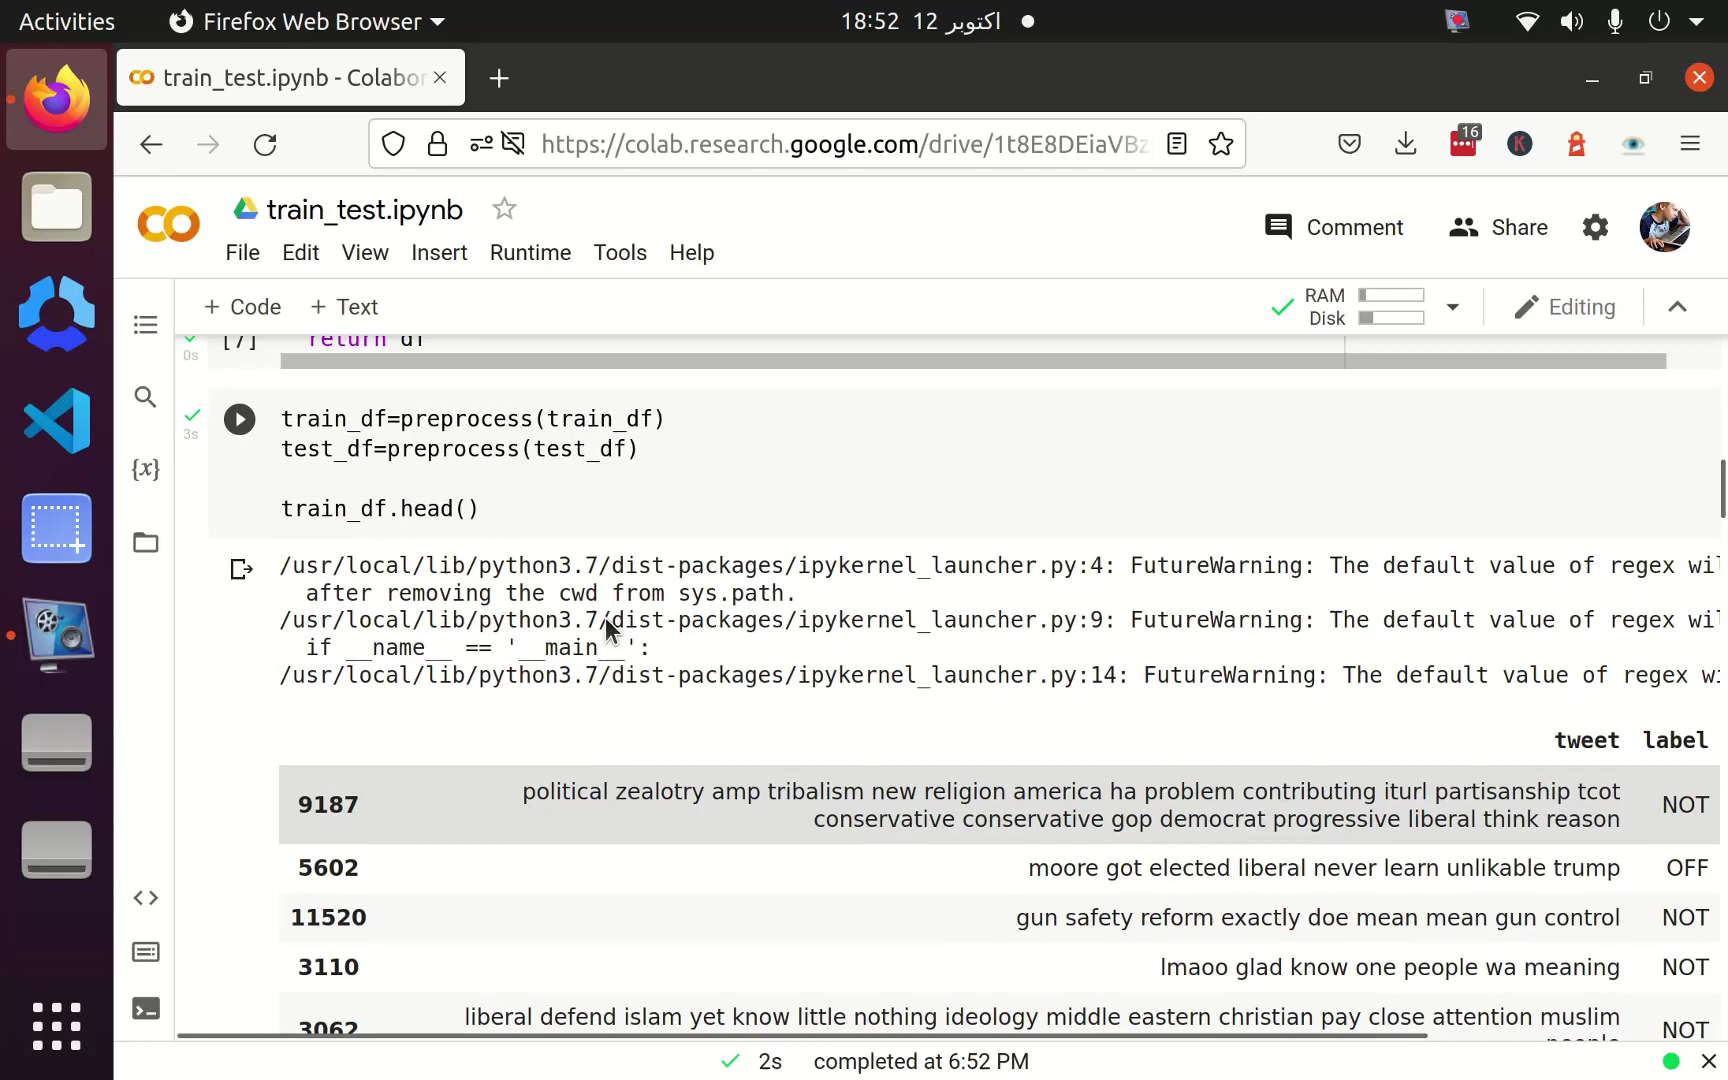 Activities
Firefox Web Browser
18:52 12 اکتوبر
train_test.ipynb - Colabor
https://colab.research.google.com/drive/1t8E8DEiaVBz
16
K
train_test.ipynb
Comment
Share
File Edit View Insert Runtime Tools Help
+ Code + Text
RAM
Disk
Editing
[7] return df
0s
train_df=preprocess(train_df)
3s
test_df=preprocess(test_df)
train_df.head()
{x}
/usr/local/lib/python3.7/dist-packages/ipykernel_launcher.py:4: FutureWarning: The default value of regex wil
after removing the cwd from sys.path.
/usr/local/lib/python3.7/dist-packages/ipykernel_launcher.py:9: FutureWarning: The default value of regex wil
if __name__ == '__main__':
/usr/local/lib/python3.7/dist-packages/ipykernel_launcher.py:14: FutureWarning: The default value of regex wi
tweet label
9187 political zealotry amp tribalism new religion america ha problem contributing iturl partisanship tcot
conservative conservative gop democrat progressive liberal think reason NOT
5602 moore got elected liberal never learn unlikable trump OFF
11520 gun safety reform exactly doe mean mean gun control NOT
3110 lmaoo glad know one people wa meaning NOT
3062 liberal defend islam yet know little nothing ideology middle eastern christian pay close attention muslim
people NOT
2s completed at 6:52 PM